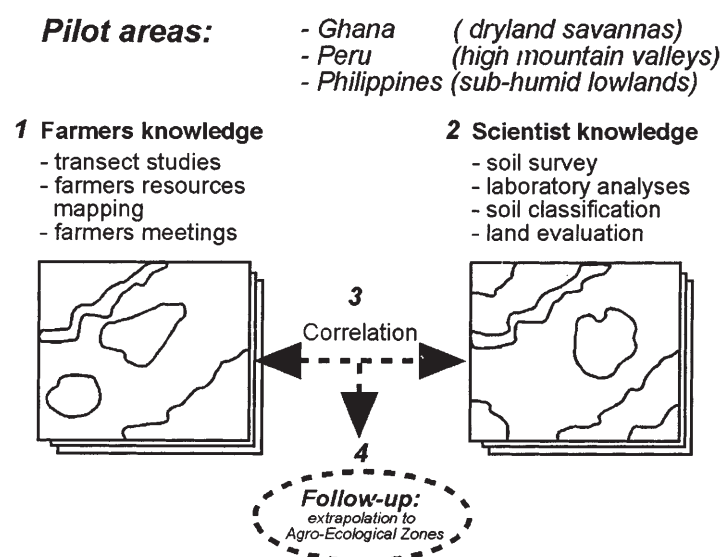 Pilot areas:
- Ghana ( dryland savannas)
- Peru (high mountain valleys)
- Philippines (sub-humid lowlands)
1 Farmers knowledge
- transect studies
- farmers resources
mapping
- farmers meetings
2 Scientist knowledge
- soil survey
- laboratory analyses
- soil classification
- land evaluation
3
Correlation
4
Follow-up:
extrapolation to
Agro-Ecological Zones